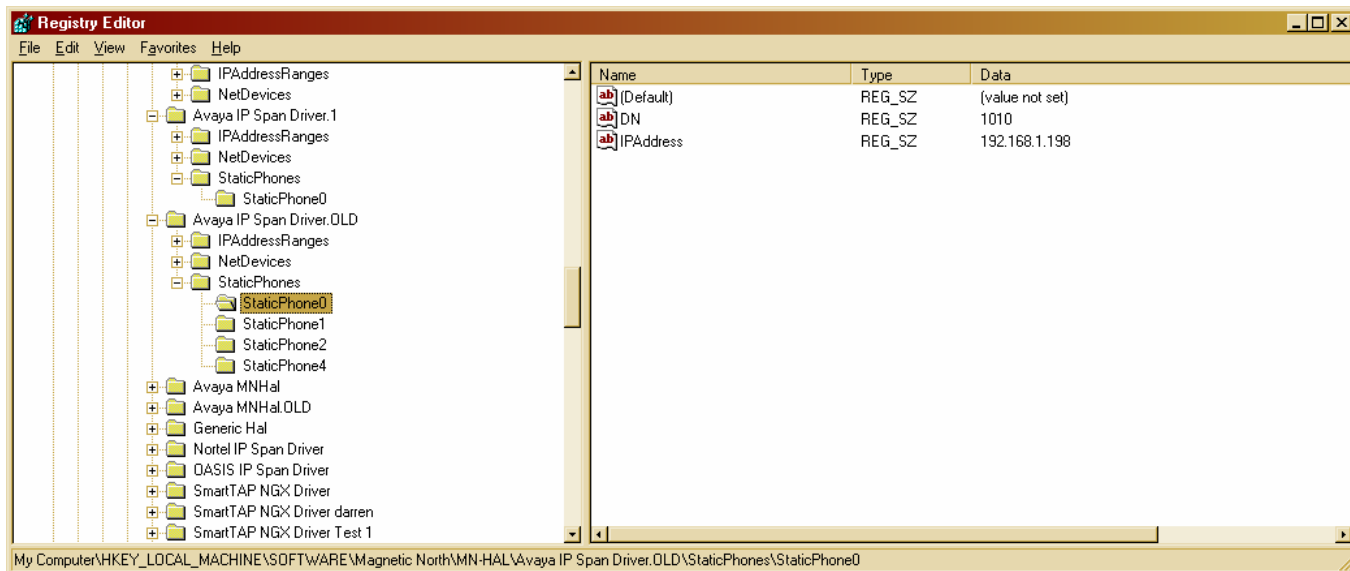 Registry Editor
File Edit View Favorites Help
IPAddressRanges
NetDevices
Avaya IP Span Driver.1
IPAddressRanges
NetDevices
StaticPhones
StaticPhone0
Avaya IP Span Driver.OLD
IPAddressRanges
NetDevices
StaticPhones
StaticPhone0
StaticPhone1
StaticPhone2
StaticPhone4
Avaya MNHal
Avaya MNHal.OLD
Generic Hal
Nortel IP Span Driver
OASIS IP Span Driver
SmartTAP NGX Driver
SmartTAP NGX Driver darren
SmartTAP NGX Driver Test 1
Name Type Data
ab (Default) REG_SZ (value not set)
ab DN REG_SZ 1010
ab IPAddress REG_SZ 192.168.1.198
My Computer\HKEY_LOCAL_MACHINE\SOFTWARE\Magnetic North\MN-HAL\Avaya IP Span Driver.OLD\StaticPhones\StaticPhone0